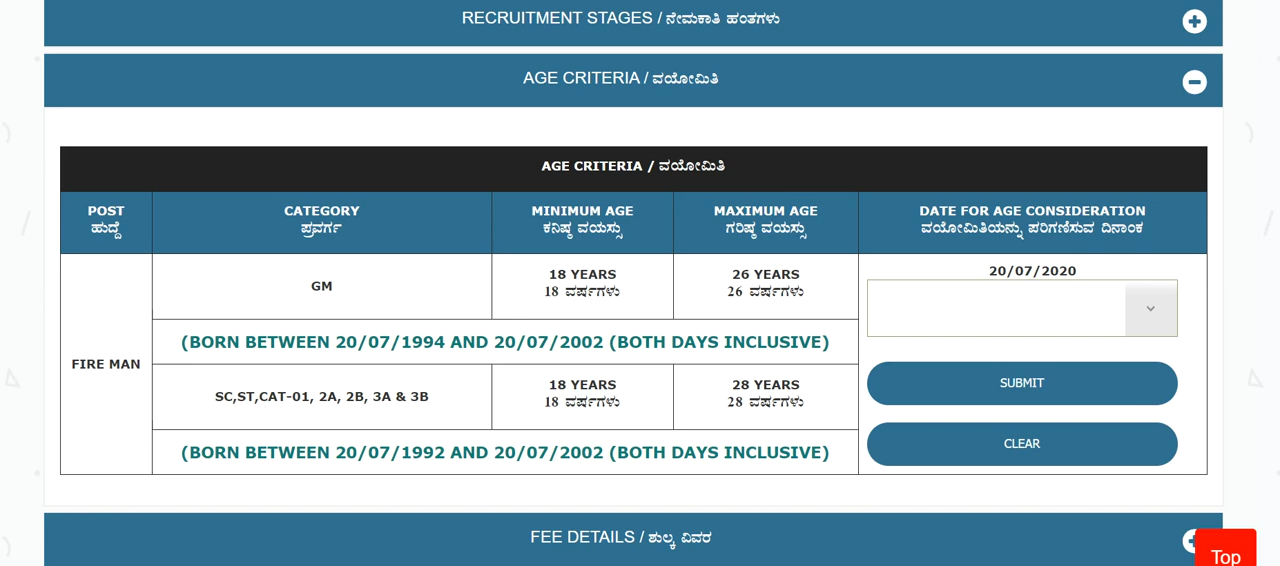 RECRUITMENT STAGES / ನೇಮಕಾತಿ ಹಂತಗಳು
AGE CRITERIA / ವಯೋಮಿತಿ
AGE CRITERIA / ವಯೋಮಿತಿ
POST
ಹುದ್ದೆ
CATEGORY
ಪ್ರವರ್ಗ
MINIMUM AGE
ಕನಿಷ್ಠ ವಯಸ್ಸು
MAXIMUM AGE
ಗರಿಷ್ಠ ವಯಸ್ಸು
DATE FOR AGE CONSIDERATION
ವಯೋಮಿತಿಯನ್ನು ಪರಿಗಣಿಸುವ ದಿನಾಂಕ
FIRE MAN
GM
18 YEARS
18 ವರ್ಷಗಳು
26 YEARS
26 ವರ್ಷಗಳು
(BORN BETWEEN 20/07/1994 AND 20/07/2002 (BOTH DAYS INCLUSIVE)
SC,ST,CAT-01, 2A, 2B, 3A & 3B
18 YEARS
18 ವರ್ಷಗಳು
28 YEARS
28 ವರ್ಷಗಳು
(BORN BETWEEN 20/07/1992 AND 20/07/2002 (BOTH DAYS INCLUSIVE)
20/07/2020
SUBMIT
CLEAR
FEE DETAILS / ಶುಲ್ಕ ವಿವರ
Top